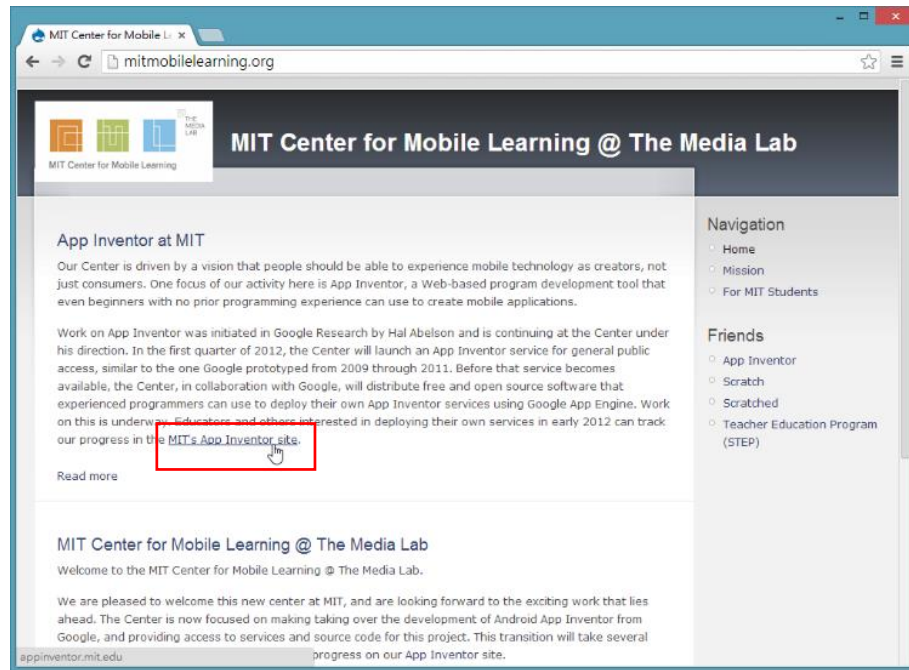 MIT Center for Mobile Le
mitmobilelearning.org
THE
MEDIA
LAB
MIT Center for Mobile Learning
MIT Center for Mobile Learning @ The Media Lab
App Inventor at MIT
Our Center is driven by a vision that people should be able to experience mobile technology as creators, not
just consumers. One focus of our activity here is App Inventor, a Web-based program development tool that
even beginners with no prior programming experience can use to create mobile applications.
Work on App Inventor was initiated in Google Research by Hal Abelson and is continuing at the Center under
his direction. In the first quarter of 2012, the Center will launch an App Inventor service for general public
access, similar to the one Google prototyped from 2009 through 2011. Before that service becomes
available, the Center, in collaboration with Google, will distribute free and open source software that
experienced programmers can use to deploy their own App Inventor services using Google App Engine. Work
on this is underway. Educators and others interested in deploying their own services in early 2012 can track
our progress in the MIT's App Inventor site.
Read more
MIT Center for Mobile Learning @ The Media Lab
Welcome to the MIT Center for Mobile Learning @ The Media Lab.
We are pleased to welcome this new center at MIT, and are looking forward to the exciting work that lies
ahead. The Center is now focused on making taking over the development of Android App Inventor from
Google, and providing access to services and source code for this project. This transition will take several
progress on our App Inventor site.
appinventor.mit.edu
Navigation
Home
Mission
For MIT Students
Friends
App Inventor
Scratch
Scratched
Teacher Education Program
(STEP)